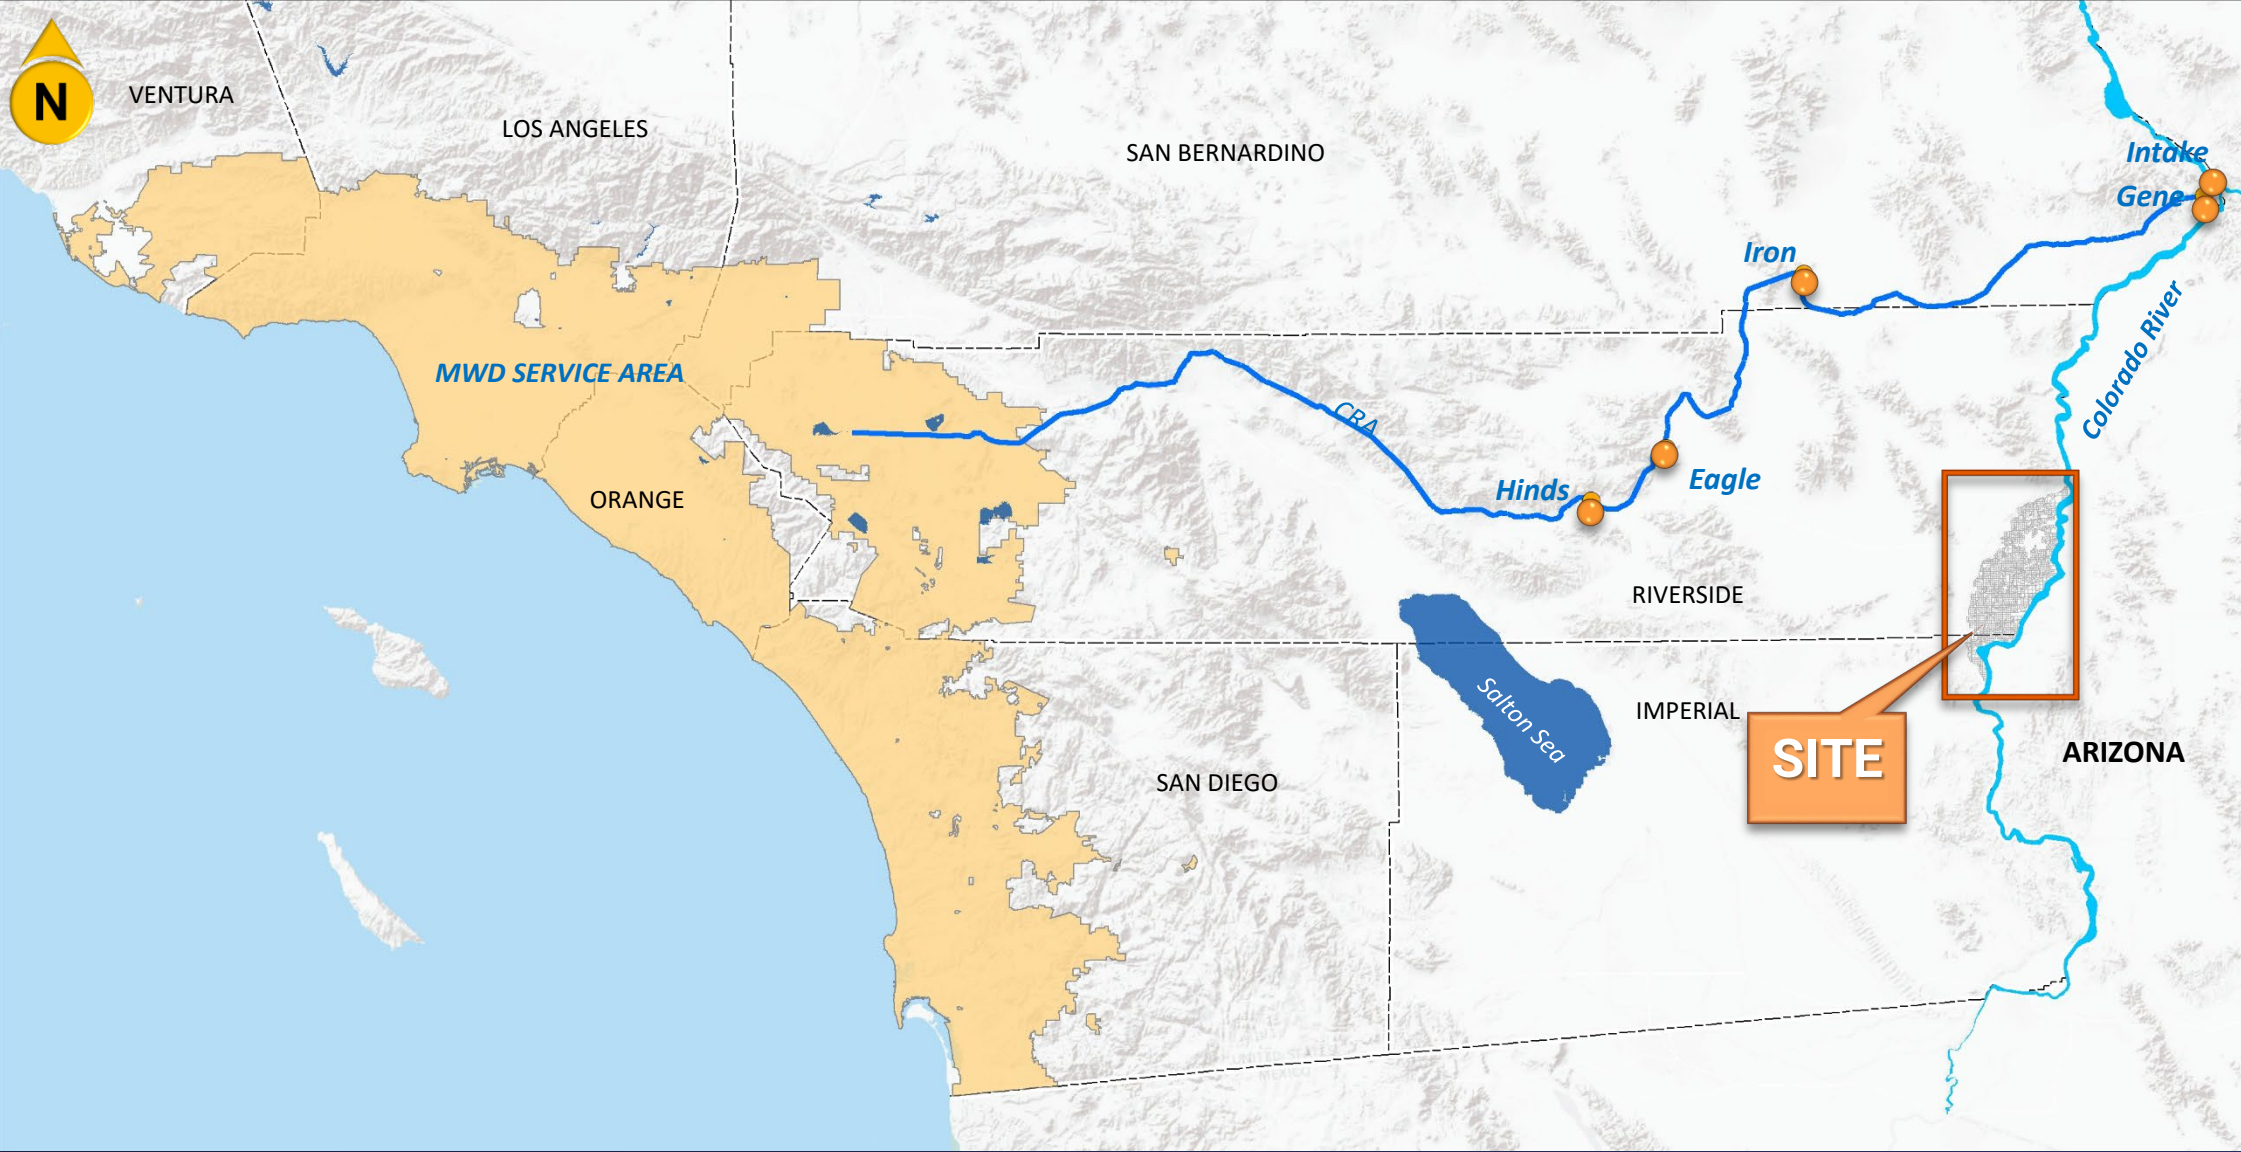 N
VENTURA
LOS ANGELES
SAN BERNARDINO
Intake
Gene
Iron
Colorado River
MWD SERVICE AREA
CRA
ORANGE
Hinds
Eagle
RIVERSIDE
Salton Sea
IMPERIAL
SITE
ARIZONA
SAN DIEGO